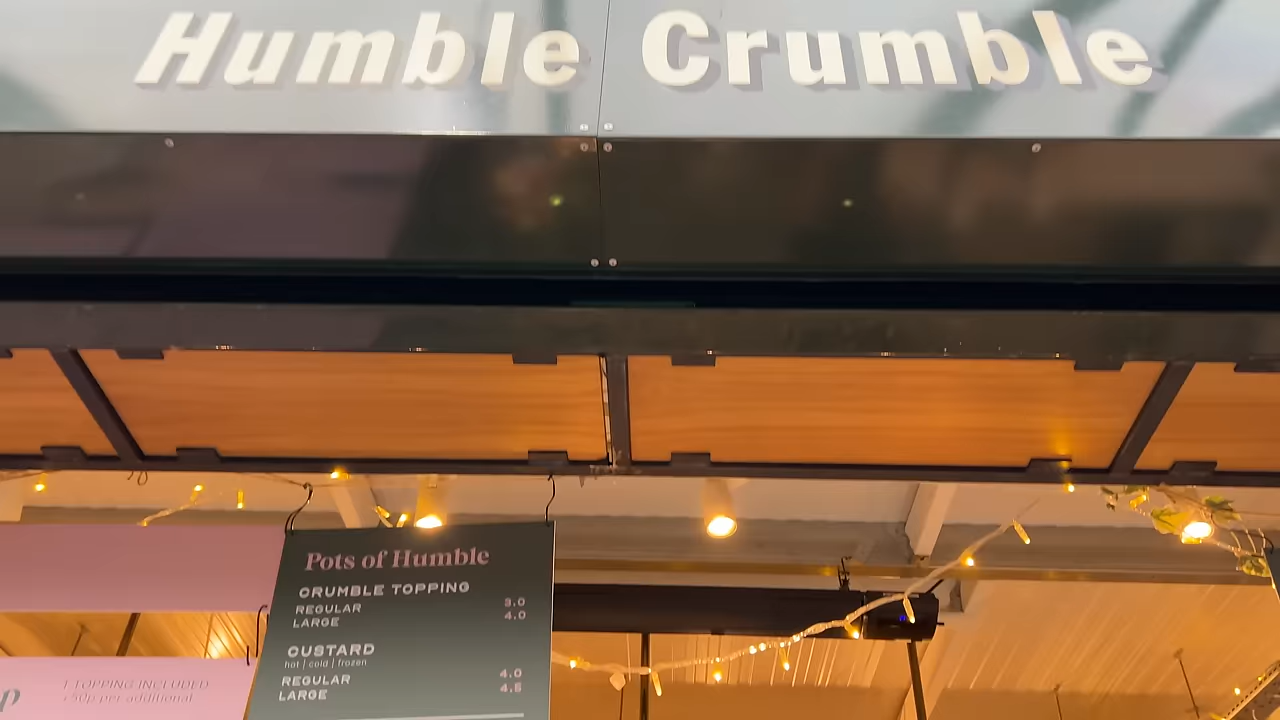 Humble Crumble
Pots of Humble
CRUMBLE TOPPING
REGULAR 3.0
LARGE 4.0
CUSTARD
hot | cold | frozen
REGULAR 4.0
LARGE 4.5
1 TOPPING INCLUDED
+50p per additional